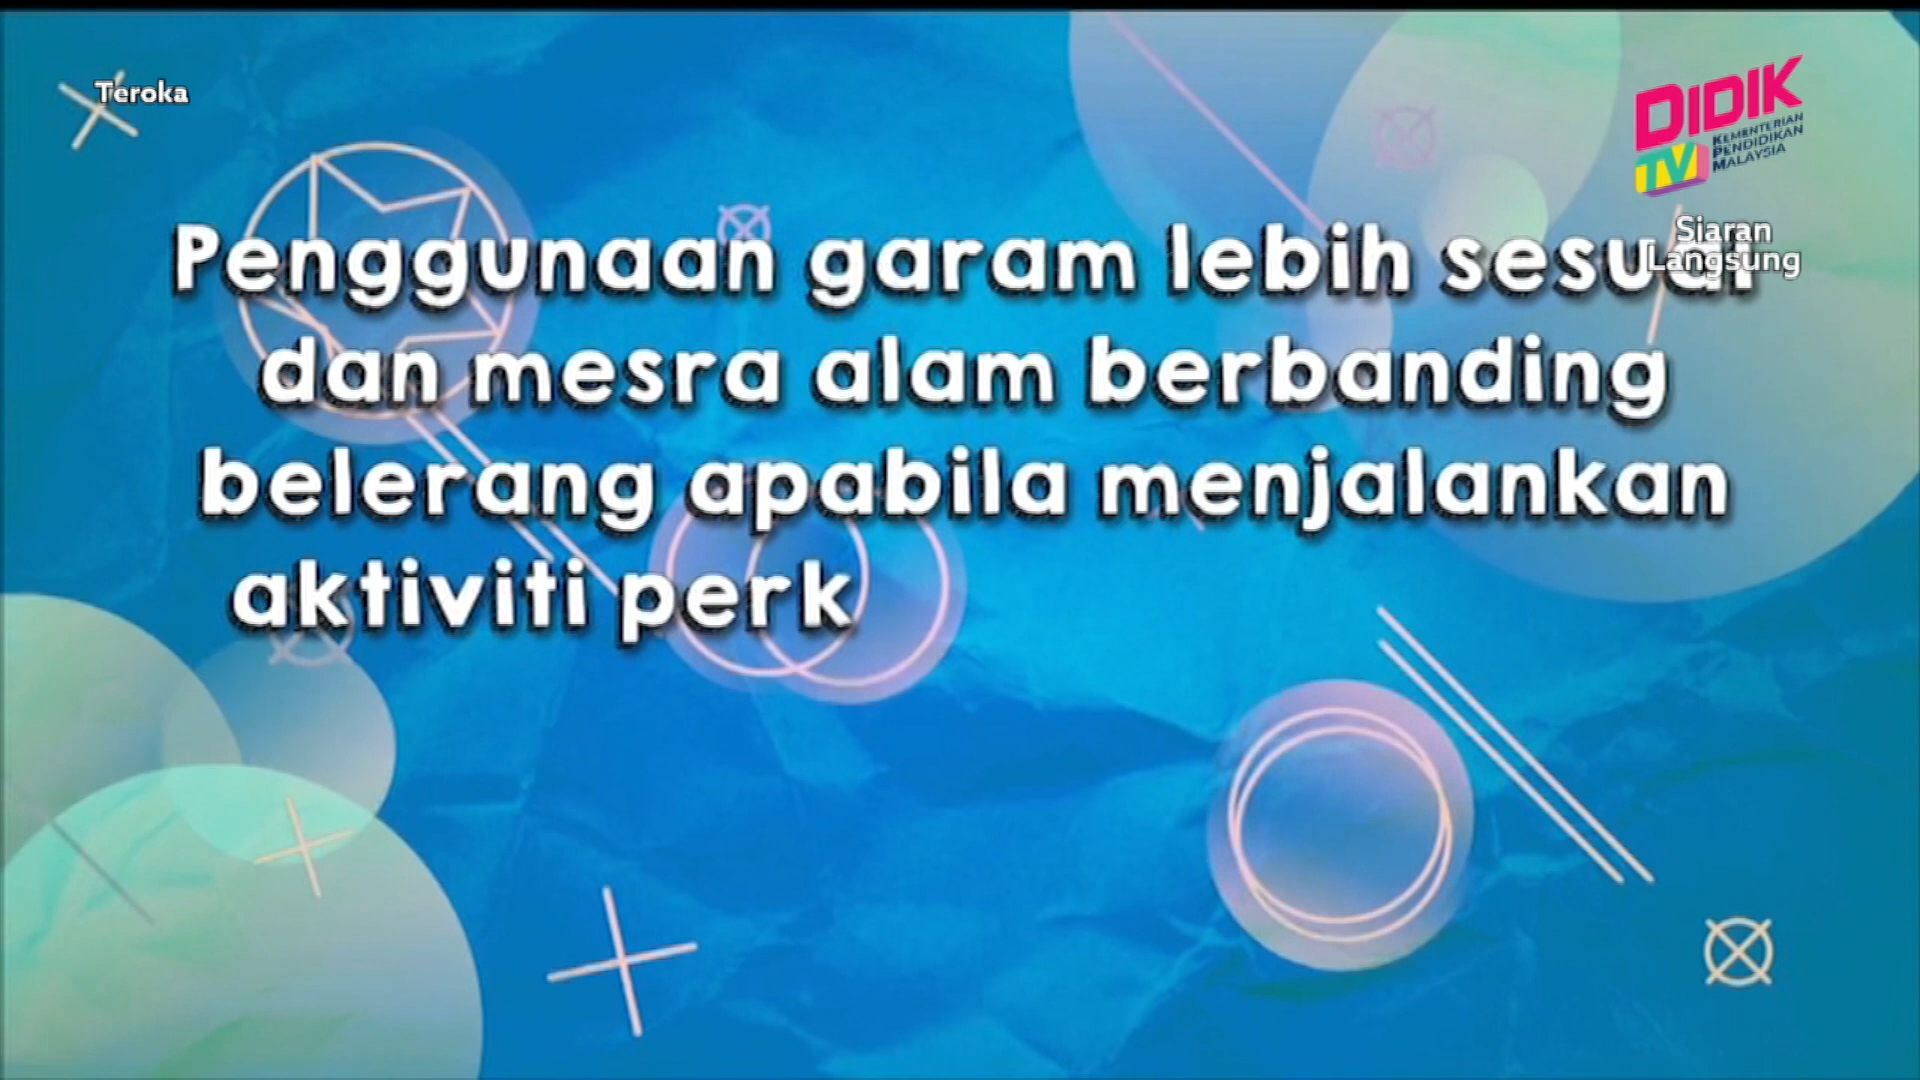 Teroka
DIDIK
TV
KEMENTERIAN
PENDIDIKAN
MALAYSIA
Siaran
Langsung
Penggunaan garam lebih sesuai
dan mesra alam berbanding
belerang apabila menjalankan
aktiviti perk